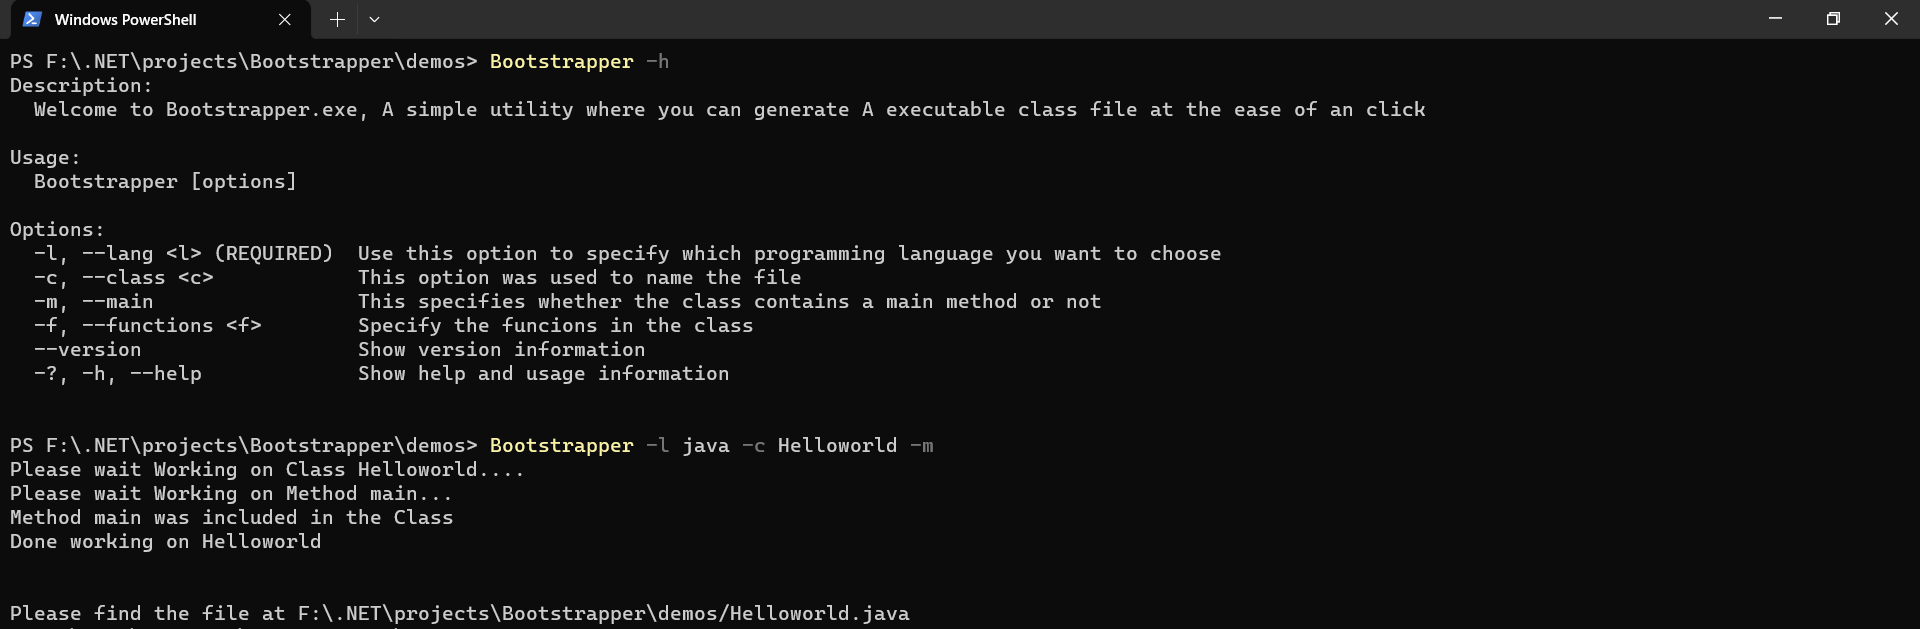 Windows PowerShell
PS F:\.NET\projects\Bootstrapper\demos> Bootstrapper -h
Description:
  Welcome to Bootstrapper.exe, A simple utility where you can generate A executable class file at the ease of an click
Usage:
  Bootstrapper [options]
Options:
  -l, --lang <l> (REQUIRED)  Use this option to specify which programming language you want to choose
  -c, --class <c>            This option was used to name the file
  -m, --main                 This specifies whether the class contains a main method or not
  -f, --functions <f>        Specify the funcions in the class
  --version                  Show version information
  -?, -h, --help             Show help and usage information
PS F:\.NET\projects\Bootstrapper\demos> Bootstrapper -l java -c Helloworld -m
Please wait Working on Class Helloworld....
Please wait Working on Method main...
Method main was included in the Class
Done working on Helloworld
Please find the file at F:\.NET\projects\Bootstrapper\demos/Helloworld.java